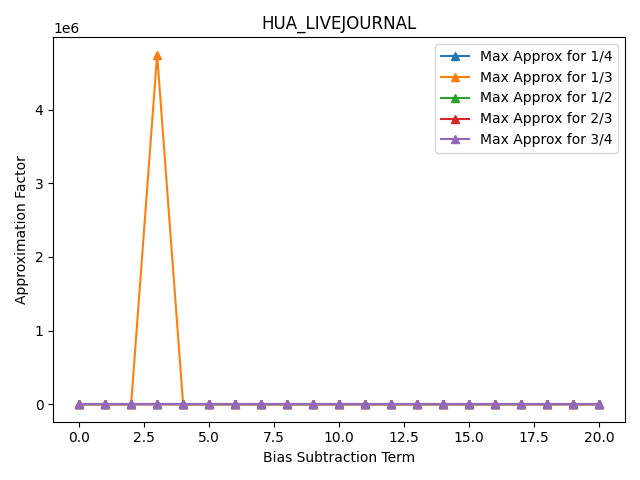 HUA_LIVEJOURNAL
1e6
Max Approx for 1/4
Max Approx for 1/3
Max Approx for 1/2
Max Approx for 2/3
Max Approx for 3/4
Approximation Factor
4
3
2
1
0
0.0 2.5 5.0 7.5 10.0 12.5 15.0 17.5 20.0
Bias Subtraction Term